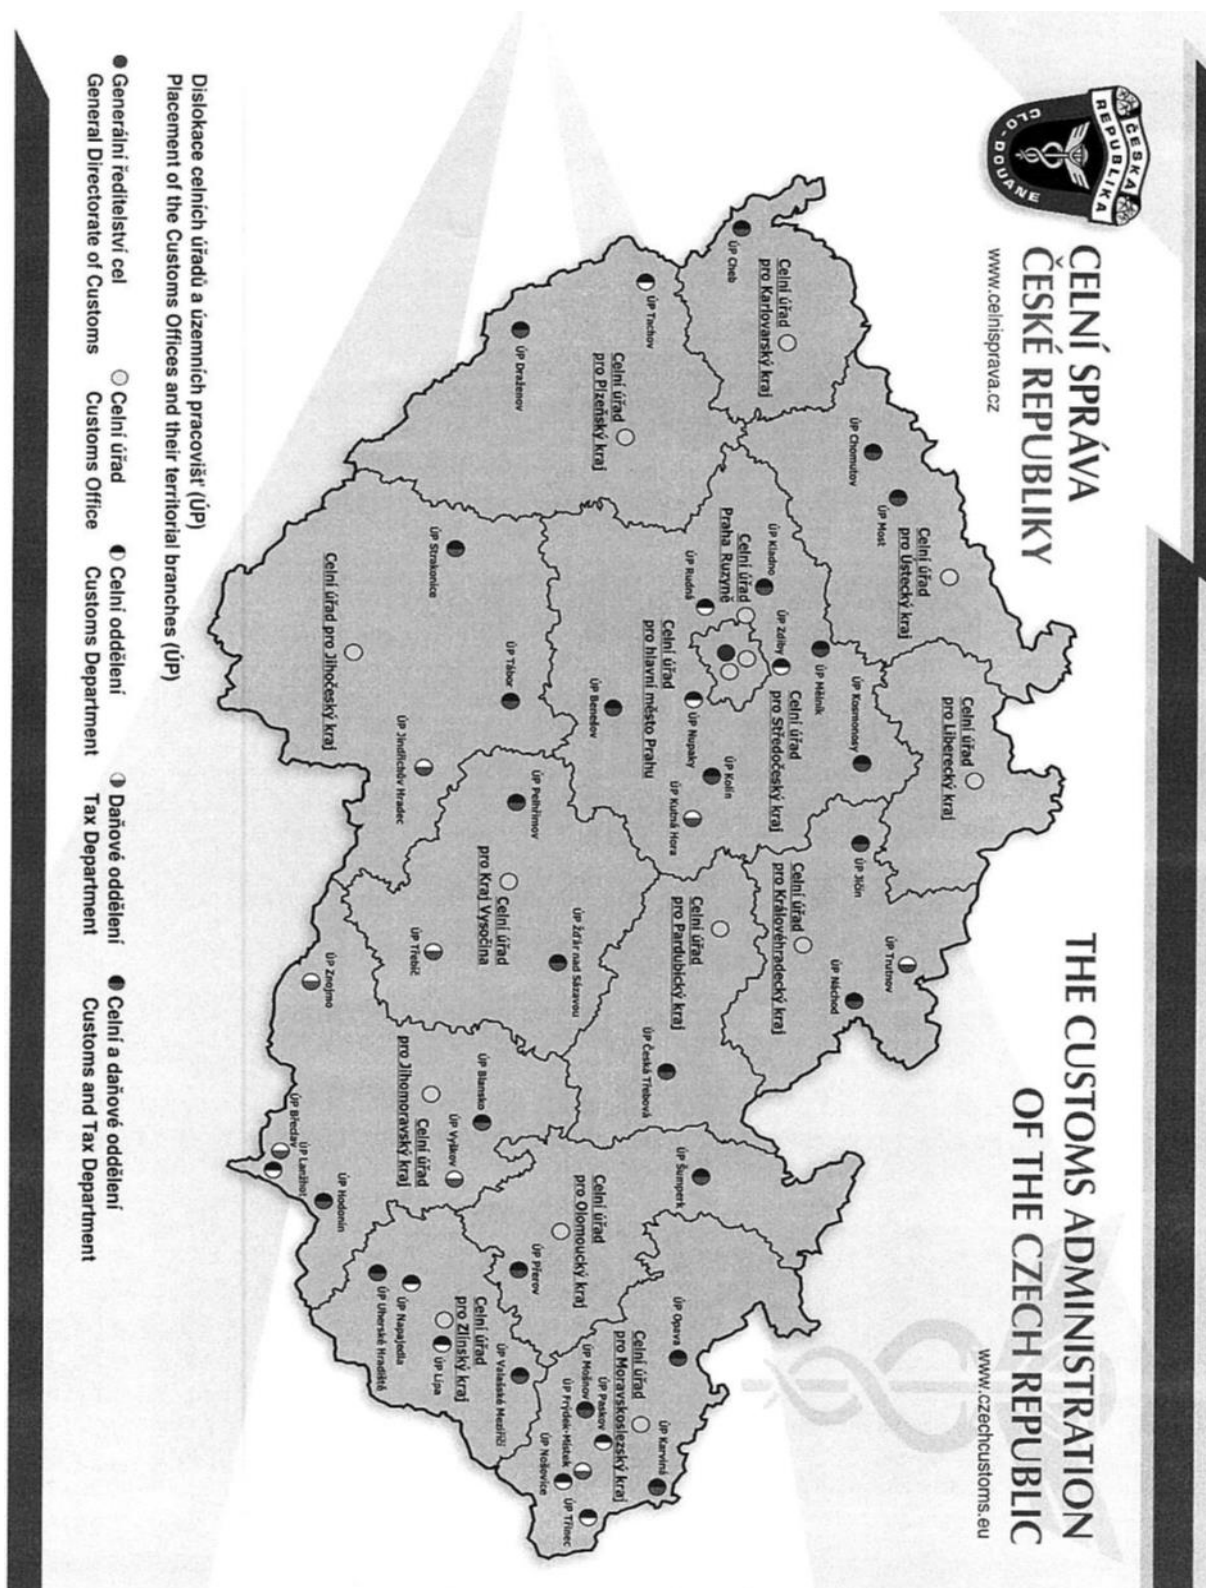 ČESKÁ
REPUBLIKA
CLO-DOUANE
CELNÍ SPRÁVA
ČESKÉ REPUBLIKY
www.celnisprava.cz
THE CUSTOMS ADMINISTRATION
OF THE CZECH REPUBLIC
www.czechcustoms.eu
Celní úřad
pro Karlovarský kraj
ÚP Cheb
ÚP Tachov
Celní úřad
pro Plzeňský kraj
ÚP Draženov
ÚP Chomutov
ÚP Most
Celní úřad
pro Ústecký kraj
Celní úřad
pro Liberecký kraj
ÚP Kladno
Celní úřad
Praha Ruzyně
ÚP Rudná
ÚP Zdiby
ÚP Mělník
ÚP Kosmonosy
Celní úřad
pro Středočeský kraj
Celní úřad
pro hlavní město Prahu
ÚP Nupaky
ÚP Kolín
ÚP Kutná Hora
ÚP Benešov
ÚP Strakonice
ÚP Tábor
Celní úřad pro Jihočeský kraj
ÚP Jindřichův Hradec
ÚP Jičín
ÚP Trutnov
Celní úřad
pro Královéhradecký kraj
ÚP Náchod
Celní úřad
pro Pardubický kraj
ÚP Česká Třebová
ÚP Pelhřimov
Celní úřad
pro Kraj Vysočina
ÚP Žďár nad Sázavou
ÚP Třebíč
ÚP Znojmo
ÚP Blansko
Celní úřad
pro Jihomoravský kraj
ÚP Vyškov
ÚP Břeclav
ÚP Lanžhot
ÚP Hodonín
ÚP Šumperk
Celní úřad
pro Olomoucký kraj
ÚP Přerov
Celní úřad
pro Zlínský kraj
ÚP Lípa
ÚP Napajedla
ÚP Uherské Hradiště
ÚP Valašské Meziříčí
ÚP Opava
Celní úřad
pro Moravskoslezský kraj
ÚP Karviná
ÚP Mošnov
ÚP Paskov
ÚP Frýdek-Místek
ÚP Nošovice
ÚP Třinec
Dislokace celních úřadů a územních pracovišť (ÚP)
Placement of the Customs Offices and their territorial branches (ÚP)
Generální ředitelství cel
General Directorate of Customs
Celní úřad
Customs Office
Celní oddělení
Customs Department
Daňové oddělení
Tax Department
Celní a daňové oddělení
Customs and Tax Department